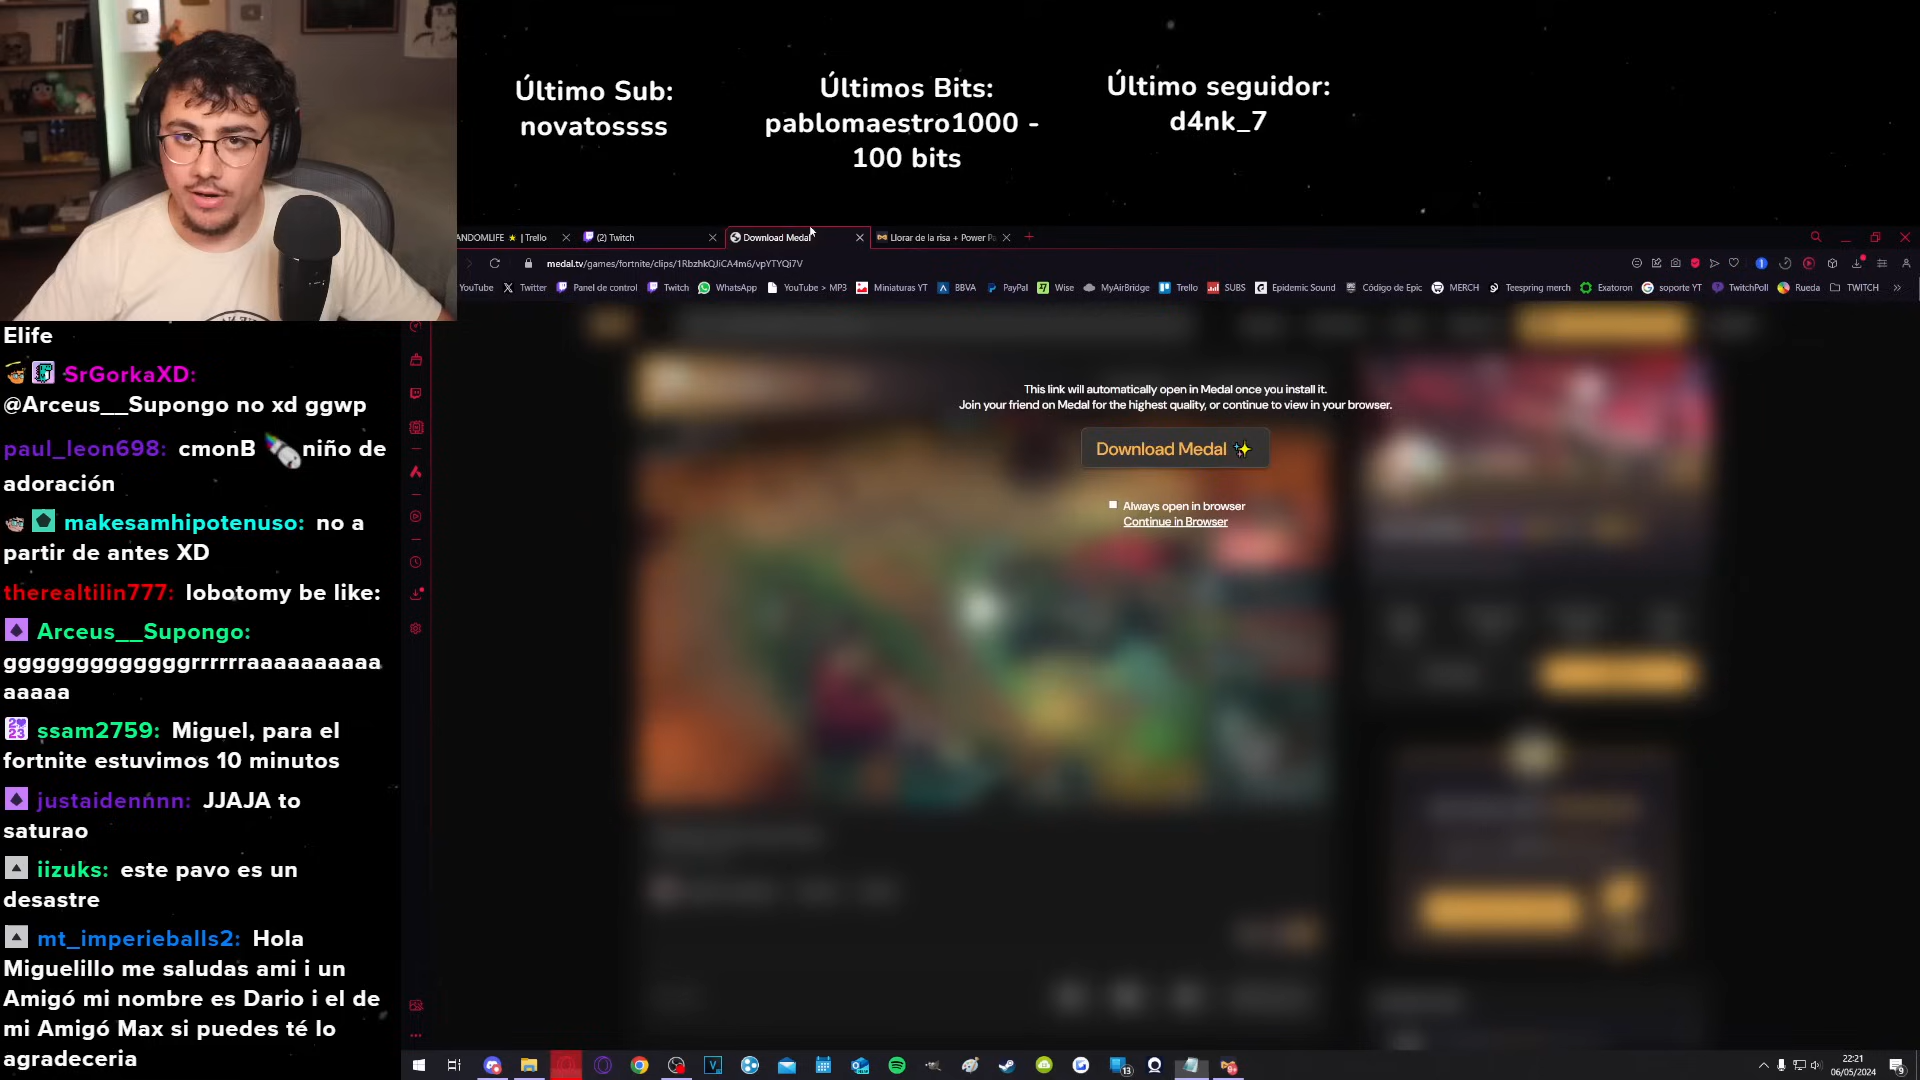 Último Sub:
novatossss
Últimos Bits:
pablomaestro1000 -
100 bits
Último seguidor:
d4nk_7
ANDOMLIFE ★ | Trello
(2) Twitch
Download Medal
Llorar de la risa + Power P
medal.tv/games/fortnite/clips/1RbzhkQJiCA4m6/vpYTYQi7V
YouTube
Twitter
Panel de control
Twitch
WhatsApp
YouTube > MP3
Miniaturas YT
BBVA
PayPal
Wise
MyAirBridge
Trello
SUBS
Epidemic Sound
Código de Epic
MERCH
Teespring merch
Exatoron
soporte YT
TwitchPoll
Rueda
TWITCH
This link will automatically open in Medal once you install it.
Join your friend on Medal for the highest quality, or continue to view in your browser.
Download Medal ✨
Always open in browser
Continue in Browser
Elife
SrGorkaXD:
@Arceus__Supongo no xd ggwp
paul_leon698: cmonB niño de
adoración
makesamhipotenuso: no a
partir de antes XD
therealtilin777: lobotomy be like:
Arceus__Supongo:
gggggggggggggrrrrrraaaaaaaaaa
aaaaa
ssam2759: Miguel, para el
fortnite estuvimos 10 minutos
justaidennnn: JJAJA to
saturao
iizuks: este pavo es un
desastre
mt_imperieballs2: Hola
Miguelillo me saludas ami i un
Amigó mi nombre es Dario i el de
mi Amigó Max si puedes té lo
agradeceria
13
22:21
06/05/2024